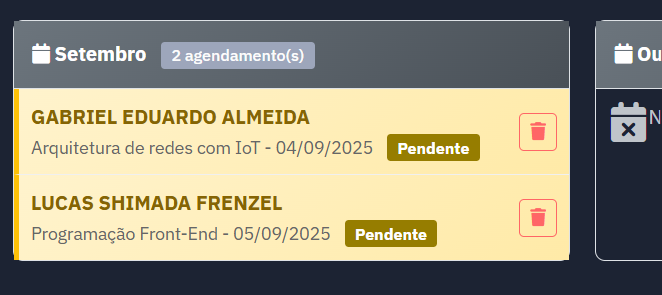 Setembro 2 agendamento(s)
GABRIEL EDUARDO ALMEIDA
Arquitetura de redes com IoT - 04/09/2025 Pendente
LUCAS SHIMADA FRENZEL
Programação Front-End - 05/09/2025 Pendente